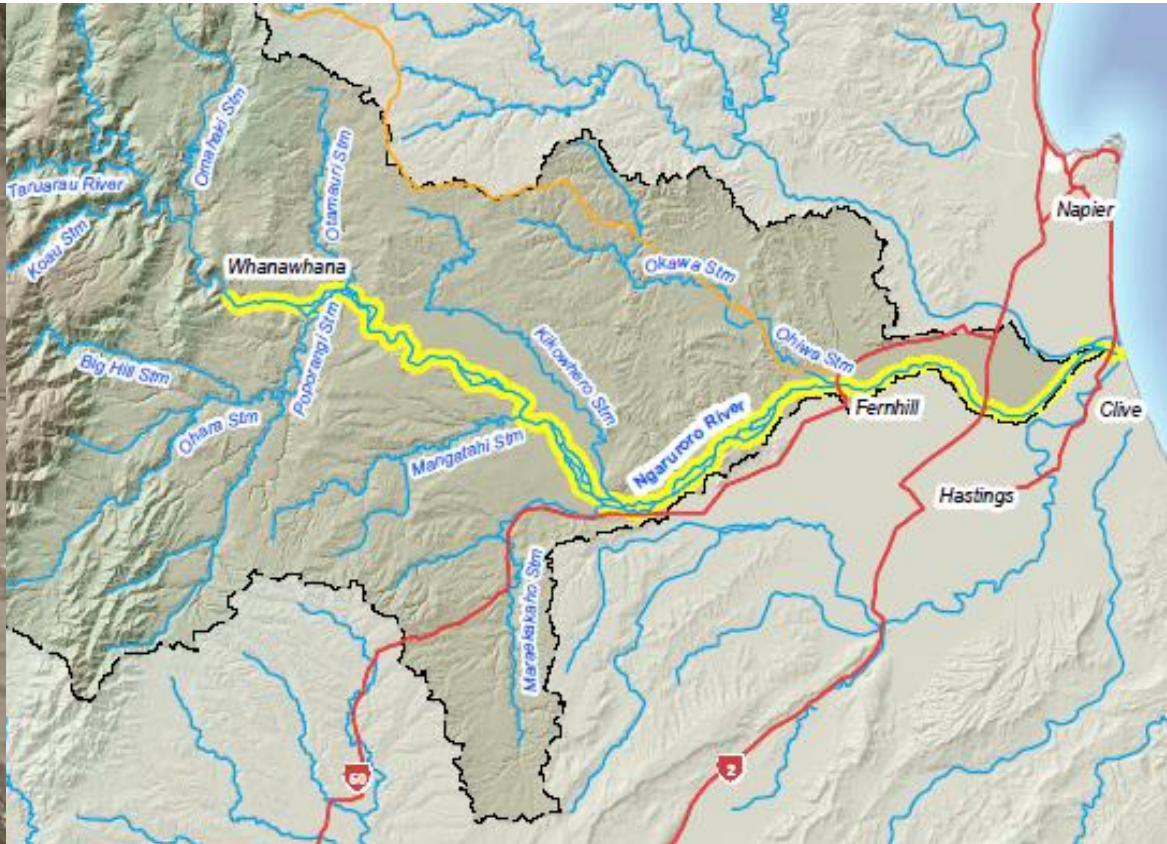 Omahaki Stm
Taruarau River
Koau Stm
Otamauri Stm
Napier
Whanawhana
Okawa Stm
Big Hill Stm
Poporangi Stm
Kikowhero Stm
Ohiwa Stm
Ohara Stm
Mangatahi Stm
Ngaruroro River
Fernhill
Clive
Hastings
Maraekakaho Stm
50
2